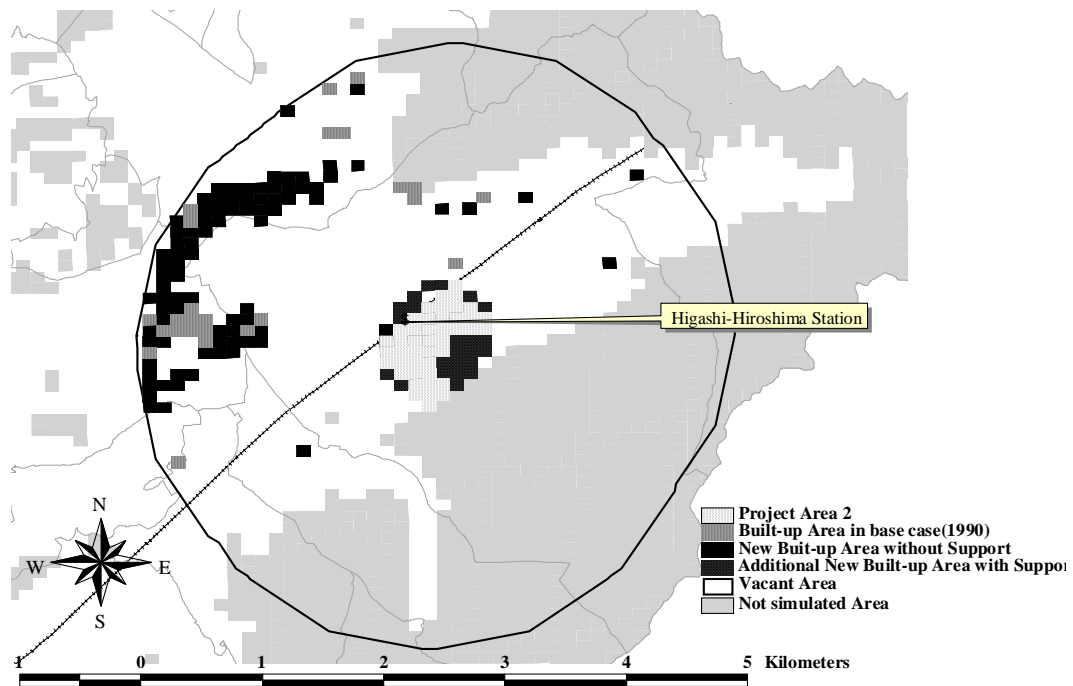 Higashi-Hiroshima Station
Project Area 2
Built-up Area in base case(1990)
New Buit-up Area without Support
Additional New Built-up Area with Suppor
Vacant Area
Not simulated Area
N
W E
S
1 0 1 2 3 4 5 Kilometers